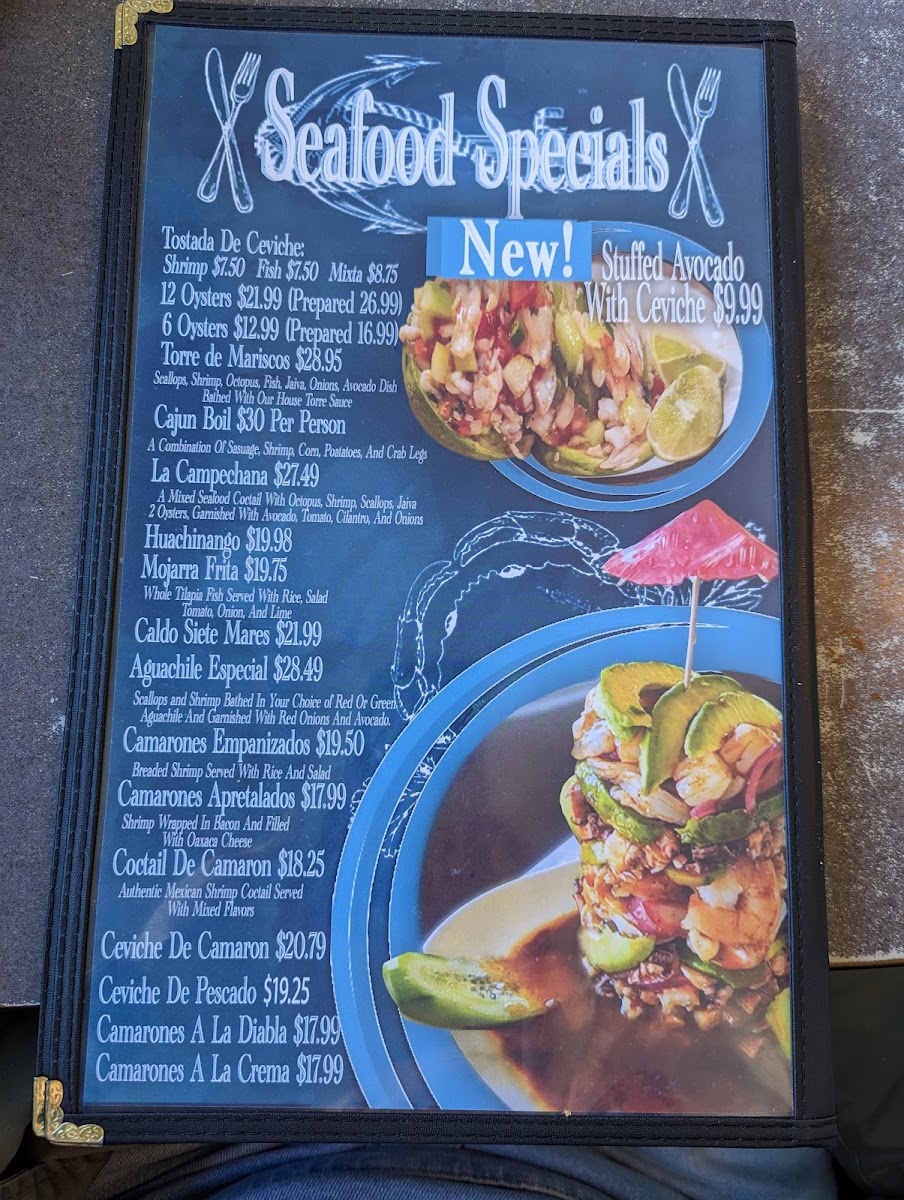 Seafood Specials
New!
Stuffed Avocado
With Ceviche $9.99
Tostada De Ceviche:
Shrimp $7.50 Fish $7.50 Mixta $8.75
12 Oysters $21.99 (Prepared 26.99)
6 Oysters $12.99 (Prepared 16.99)
Torre de Mariscos $28.95
Scallops, Shrimp, Octopus, Fish, Jaiva, Onions, Avocado Dish
Bathed With Our House Torre Sauce
Cajun Boil $30 Per Person
A Combination Of Sasuage, Shrimp, Corn, Poatatoes, And Crab Legs
La Campechana $27.49
A Mixed Seafood Coctail With Octopus, Shrimp, Scallops, Jaiva
2 Oysters, Garnished With Avocado, Tomato, Cilantro, And Onions
Huachinango $19.98
Mojarra Frita $19.75
Whole Tilapia Fish Served With Rice, Salad
Tomato, Onion, And Lime
Caldo Siete Mares $21.99
Aguachile Especial $28.49
Scallops and Shrimp Bathed In Your Choice of Red Or Green
Aguachile And Garnished With Red Onions And Avocado.
Camarones Empanizados $19.50
Breaded Shrimp Served With Rice And Salad
Camarones Apretalados $17.99
Shrimp Wrapped In Bacon And Filled
With Oaxaca Cheese
Coctail De Camaron $18.25
Authentic Mexican Shrimp Coctail Served
With Mixed Flavors
Ceviche De Camaron $20.79
Ceviche De Pescado $19.25
Camarones A La Diabla $17.99
Camarones A La Crema $17.99